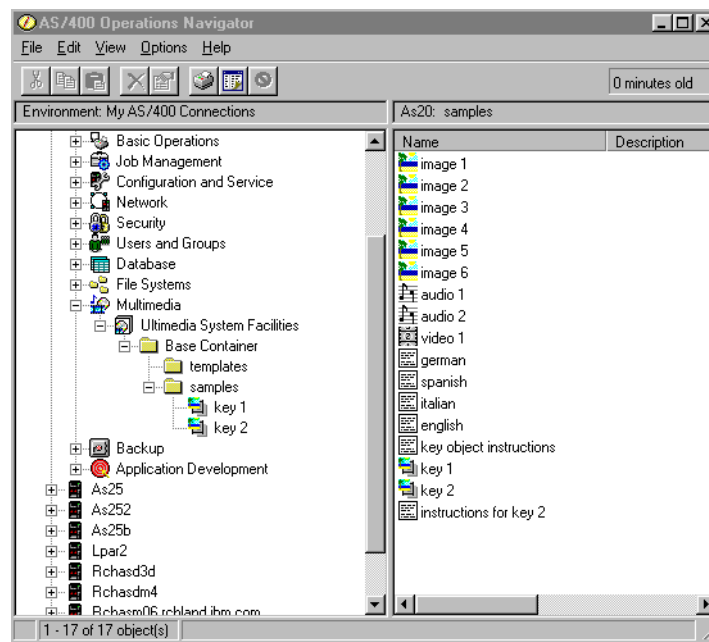 AS/400 Operations Navigator
File Edit View Options Help
0 minutes old
Environment: My AS/400 Connections
As20: samples
Basic Operations
Job Management
Configuration and Service
Network
Security
Users and Groups
Database
File Systems
Multimedia
Ultimedia System Facilities
Base Container
templates
samples
key 1
key 2
Backup
Application Development
As25
As252
As25b
Lpar2
Rchasd3d
Rchasdm4
Rchasm06.rchland.ibm.com
Name Description
image 1
image 2
image 3
image 4
image 5
image 6
audio 1
audio 2
video 1
german
spanish
italian
english
key object instructions
key 1
key 2
instructions for key 2
1 - 17 of 17 object(s)